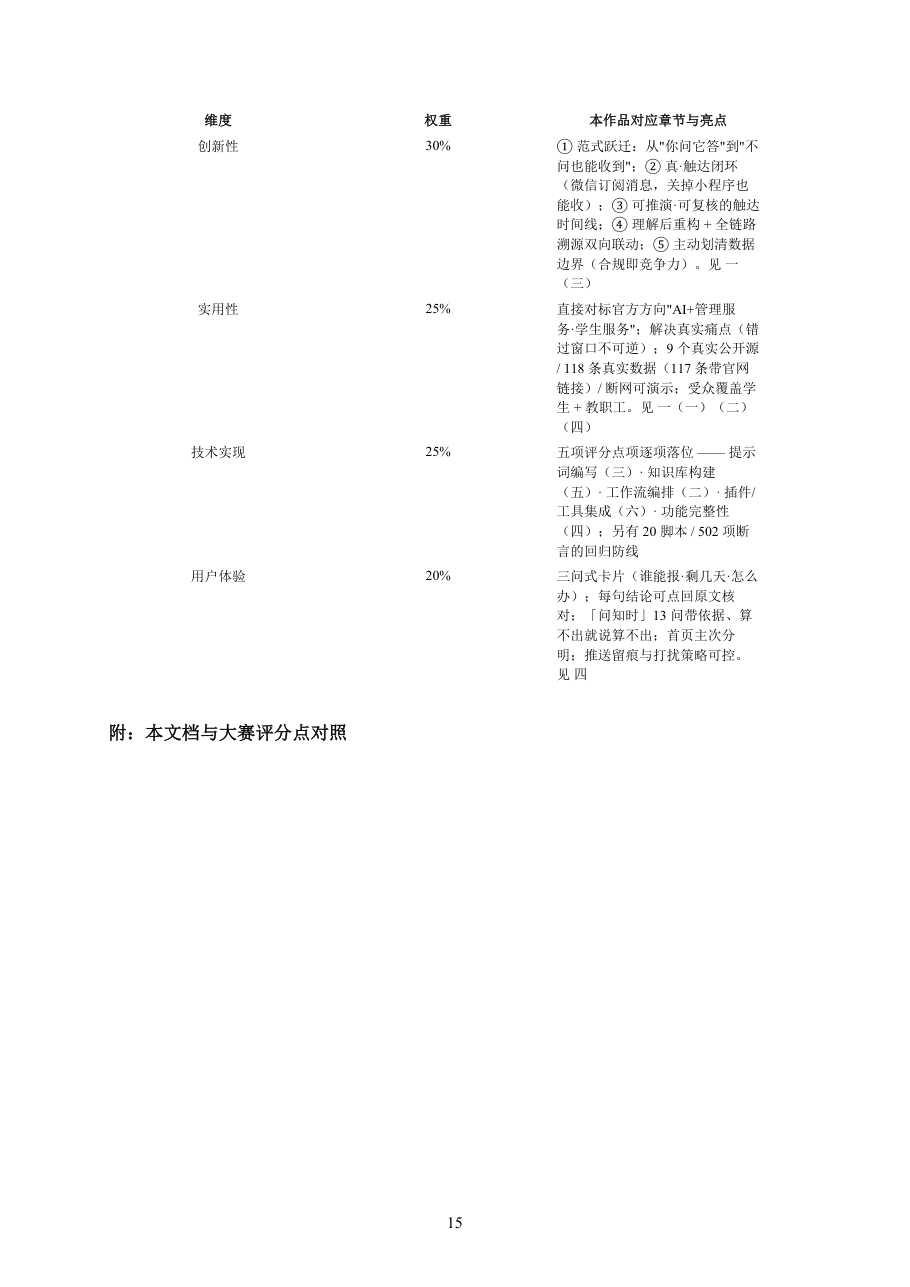 维度 权重 本作品对应章节与亮点
创新性 30% ① 范式跃迁：从"你问它答"到"不
问也能收到"；② 真·触达闭环
（微信订阅消息，关掉小程序也
能收）；③ 可推演·可复核的触达
时间线；④ 理解后重构 + 全链路
溯源双向联动；⑤ 主动划清数据
边界（合规即竞争力）。见 一
（三）
实用性 25% 直接对标官方方向"AI+管理服
务·学生服务"；解决真实痛点（错
过窗口不可逆）；9 个真实公开源
/ 118 条真实数据（117 条带官网
链接）/ 断网可演示；受众覆盖学
生 + 教职工。见 一（一）（二）
（四）
技术实现 25% 五项评分点项逐项落位 —— 提示
词编写（三）· 知识库构建
（五）· 工作流编排（二）· 插件/
工具集成（六）· 功能完整性
（四）；另有 20 脚本 / 502 项断
言的回归防线
用户体验 20% 三问式卡片（谁能报·剩几天·怎么
办）；每句结论可点回原文核
对；「问知时」13 问带依据、算
不出就说算不出；首页主次分
明；推送留痕与打扰策略可控。
见 四
附：本文档与大赛评分点对照
15